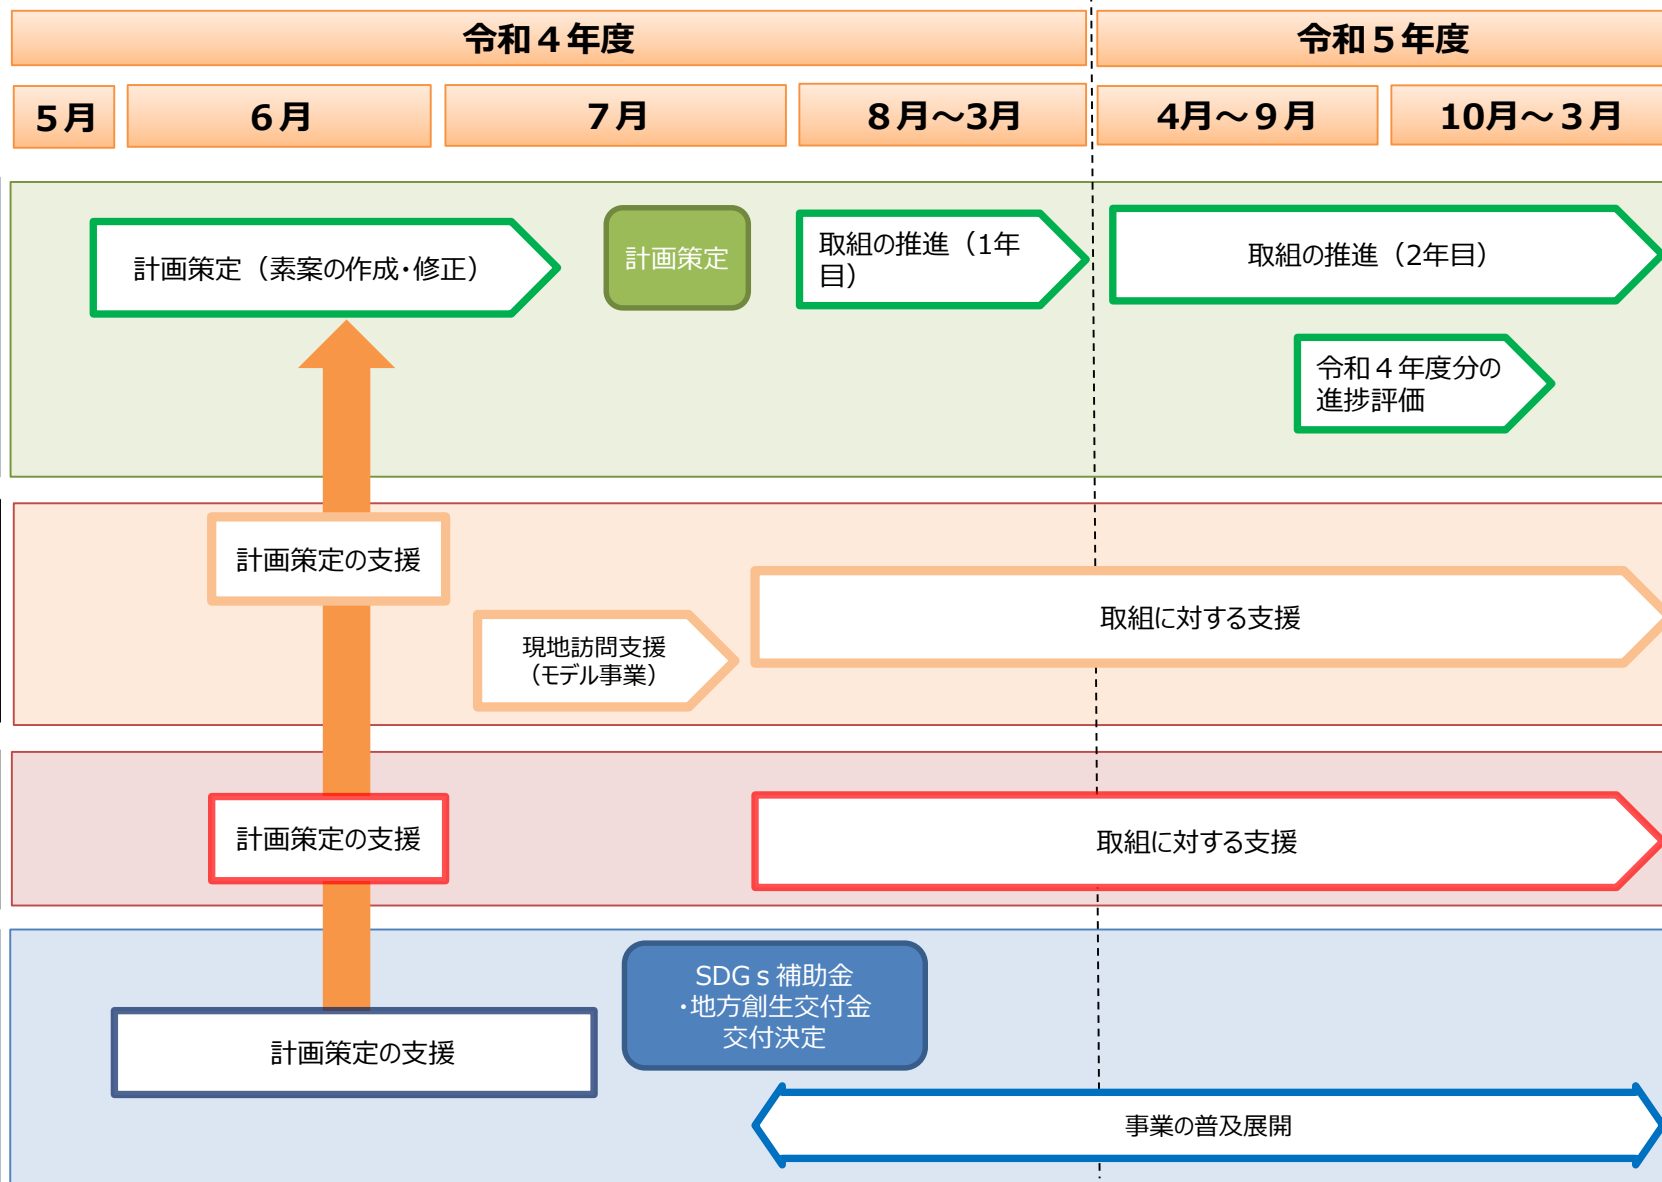 令和４年度
令和５年度
５月
６月
７月
８月～3月
4月～９月
10月～３月
計画策定（素案の作成・修正）
計画策定
取組の推進（1年
目）
取組の推進（2年目）
令和４年度分の
進捗評価
計画策定の支援
現地訪問支援
（モデル事業）
取組に対する支援
計画策定の支援
取組に対する支援
SDGｓ補助金
・地方創生交付金
交付決定
計画策定の支援
事業の普及展開